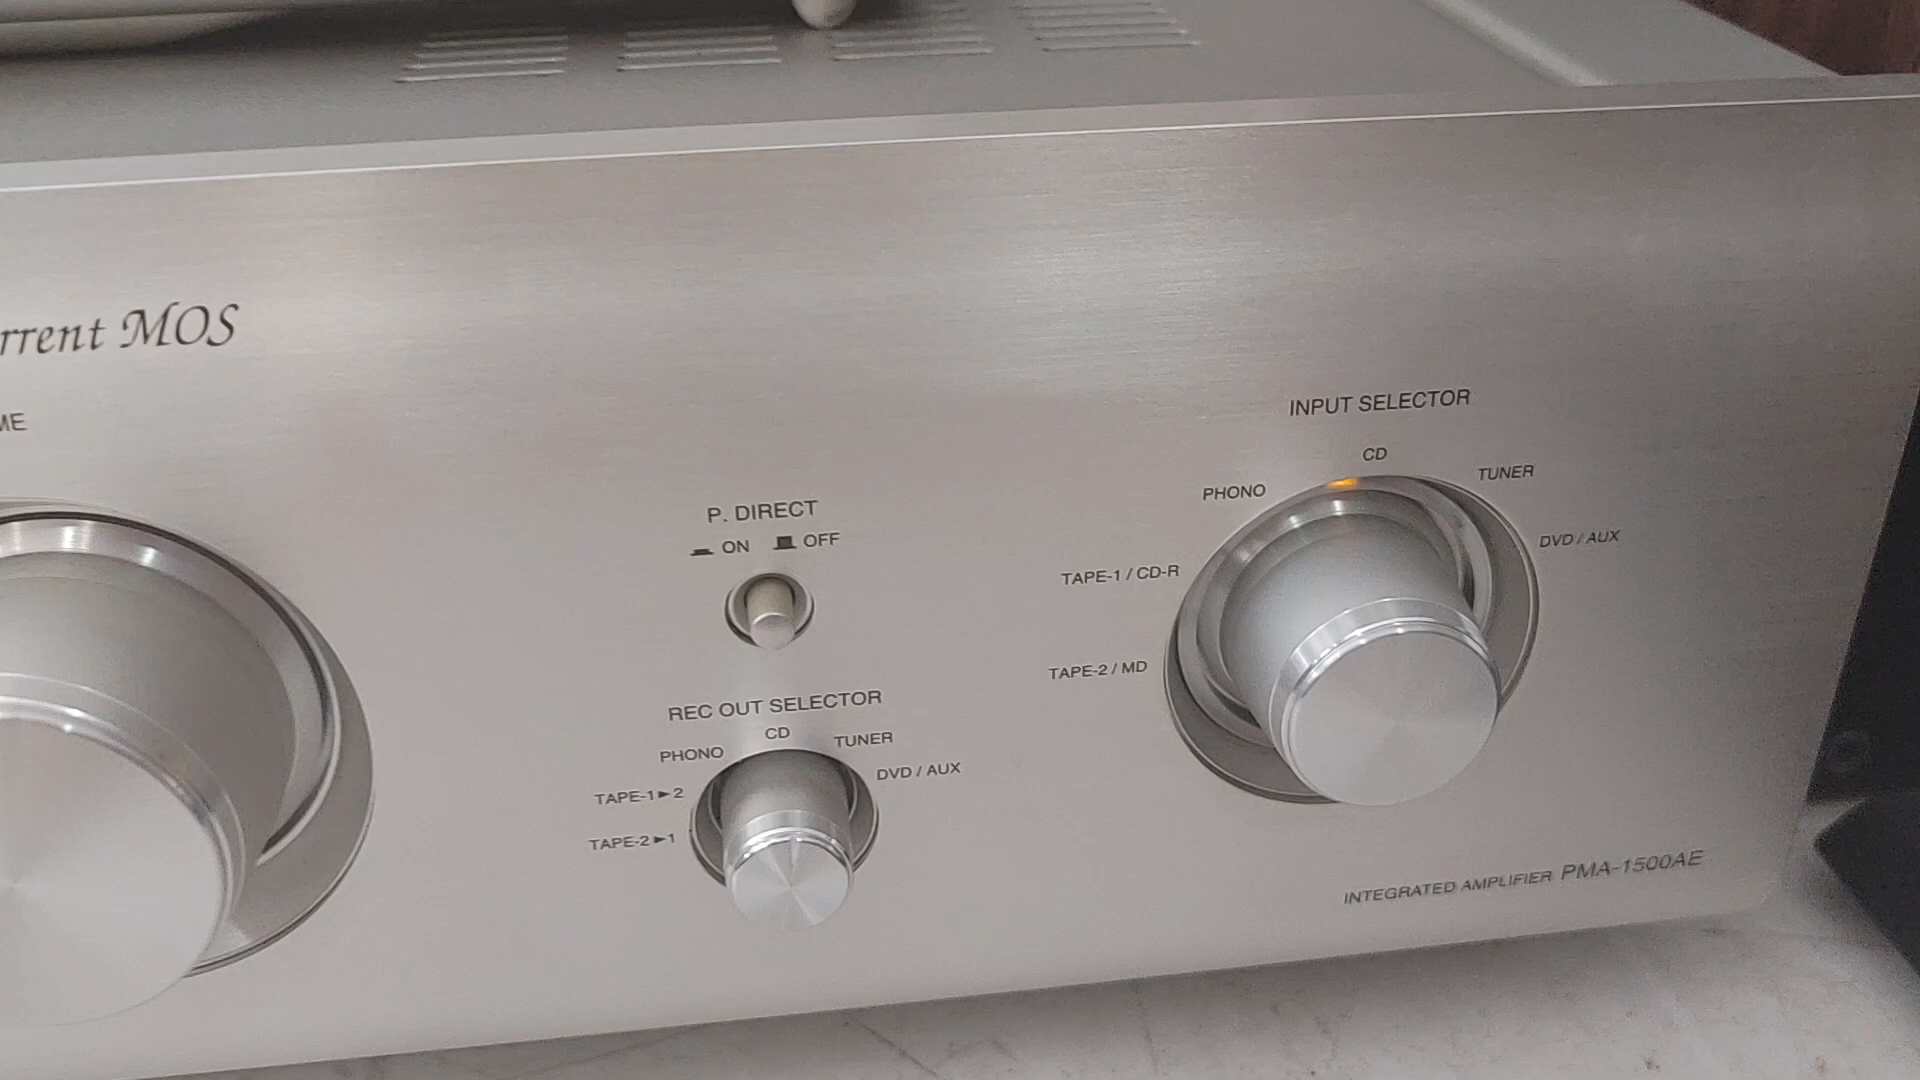 rrent MOS
ME
P. DIRECT
ON OFF
REC OUT SELECTOR
CD
PHONO TUNER
TAPE-1►2 DVD / AUX
TAPE-2►1
INPUT SELECTOR
CD
PHONO TUNER
TAPE-1 / CD-R DVD / AUX
TAPE-2 / MD
INTEGRATED AMPLIFIER PMA-1500AE